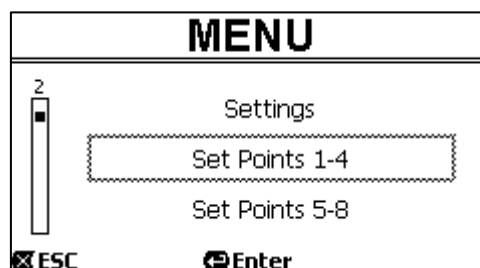 MENU
2
Settings
Set Points 1-4
Set Points 5-8
ESC
Enter